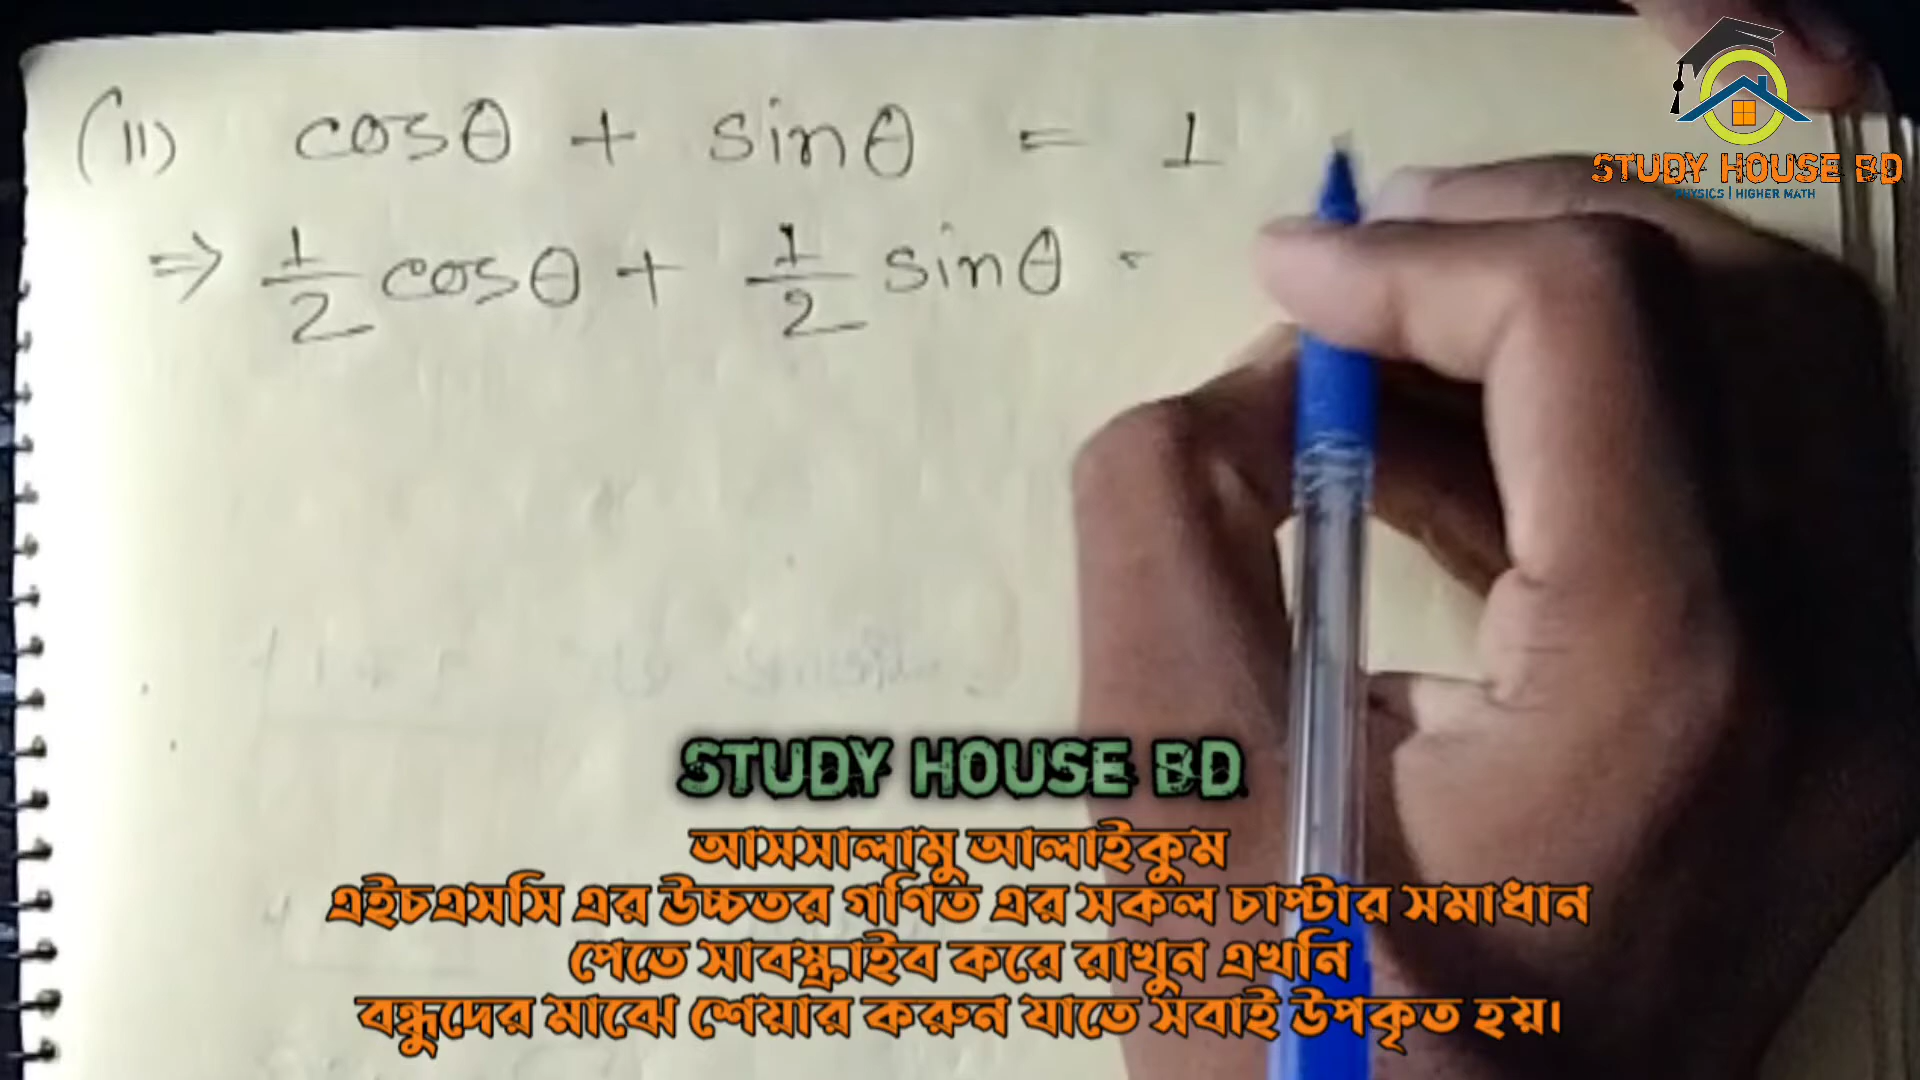 (II) cosθ + sinθ = 1
⇒ 1/2 cosθ + 1/2 sinθ =
STUDY HOUSE BD
PHYSICS | HIGHER MATH
STUDY HOUSE BD
আসসালামু আলাইকুম
এইচএসসি এর উচ্চতর গণিত এর সকল চাপ্টার সমাধান
পেতে সাবস্ক্রাইব করে রাখুন এখনি
বন্ধুদের মাঝে শেয়ার করুন যাতে সবাই উপকৃত হয়।